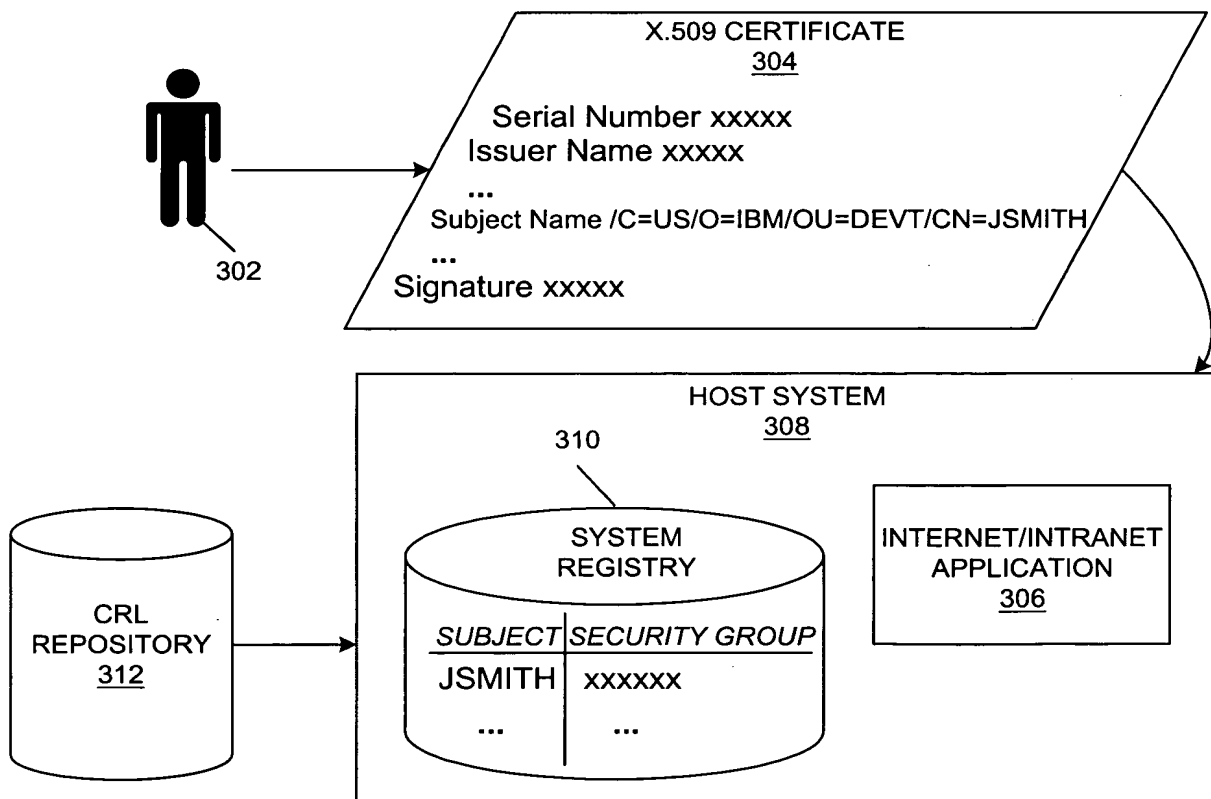 X.509 CERTIFICATE
304
Serial Number xxxxx
Issuer Name xxxxx
...
Subject Name /C=US/O=IBM/OU=DEVT/CN=JSMITH
...
Signature xxxxx
302
HOST SYSTEM
308
310
SYSTEM
REGISTRY
SUBJECT SECURITY GROUP
JSMITH xxxxxx
... ...
INTERNET/INTRANET
APPLICATION
306
CRL
REPOSITORY
312